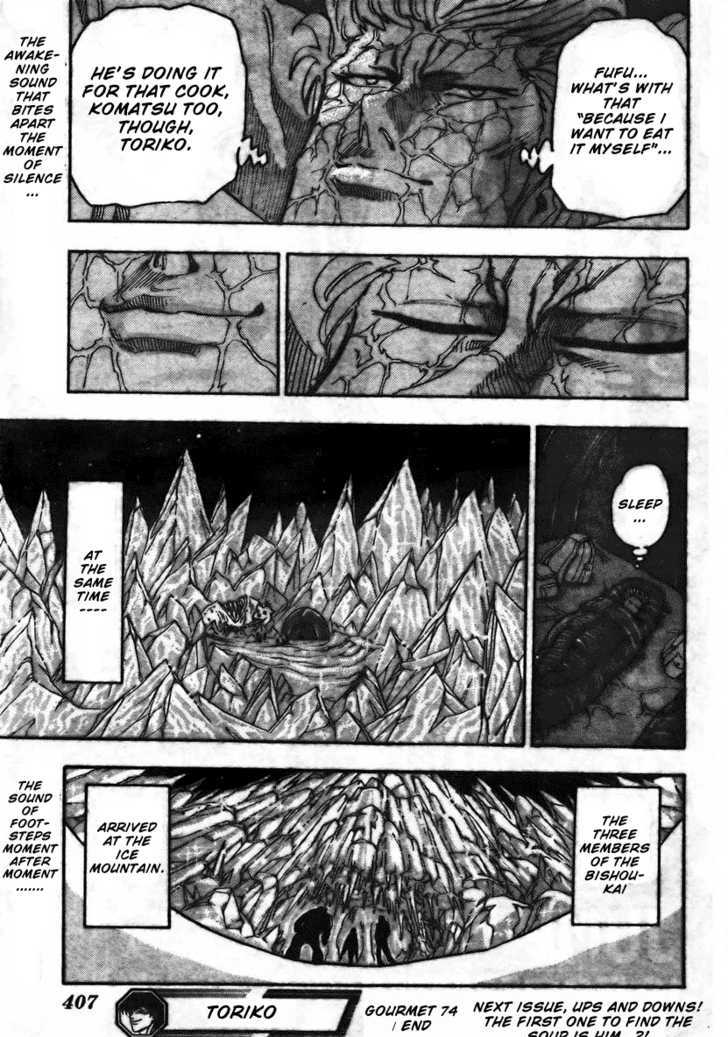 FUFU...
WHAT'S WITH
THAT
"BECAUSE I
WANT TO EAT
IT MYSELF"...
HE'S DOING IT
FOR THAT COOK,
KOMATSU TOO,
THOUGH,
TORIKO.
THE
AWAKE-
NING
SOUND
THAT
BITES
APART
THE
MOMENT
OF
SILENCE
...
SLEEP
...
AT
THE
SAME
TIME
----
THE
THREE
MEMBERS
OF THE
BISHOU-
KAI
ARRIVED
AT THE
ICE
MOUNTAIN.
THE
SOUND
OF
FOOT-
STEPS
MOMENT
AFTER
MOMENT
.......
407
TORIKO
GOURMET 74
/ END
NEXT ISSUE, UPS AND DOWNS!
THE FIRST ONE TO FIND THE
SOUP IS HIM...?!